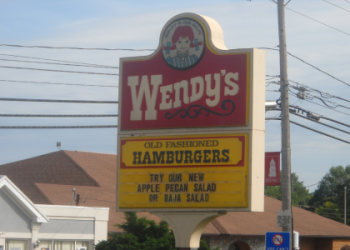 WENDY'S
OLD FASHIONED
HAMBURGERS
TRY OUR NEW
APPLE PECAN SALAD
OR BAJA SALAD